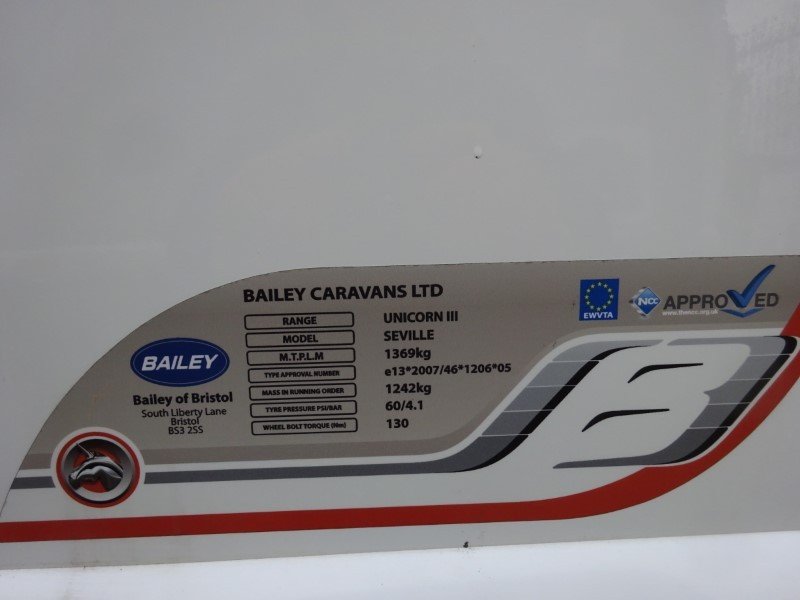 BAILEY CARAVANS LTD
RANGE UNICORN III
MODEL SEVILLE
M.T.P.L.M 1369kg
TYPE APPROVAL NUMBER e13*2007/46*1206*05
MASS IN RUNNING ORDER 1242kg
TYRE PRESSURE PSI/BAR 60/4.1
WHEEL BOLT TORQUE (Nm) 130
BAILEY
Bailey of Bristol
South Liberty Lane
Bristol
BS3 2SS
EWVTA
NCC APPROVED
www.thencc.org.uk
B